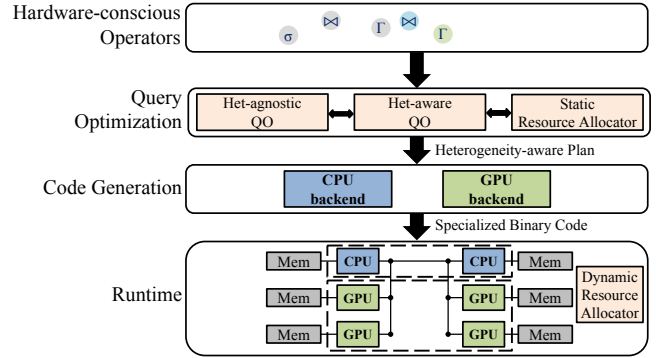 Hardware-conscious
Operators
σ ⋈ Γ ⋈ Γ
Query
Optimization
Het-agnostic
QO
Het-aware
QO
Static
Resource Allocator
Heterogeneity-aware Plan
Code Generation
CPU
backend
GPU
backend
Specialized Binary Code
Runtime
Mem CPU CPU Mem
Mem GPU GPU Mem
Mem GPU GPU Mem
Dynamic
Resource
Allocator